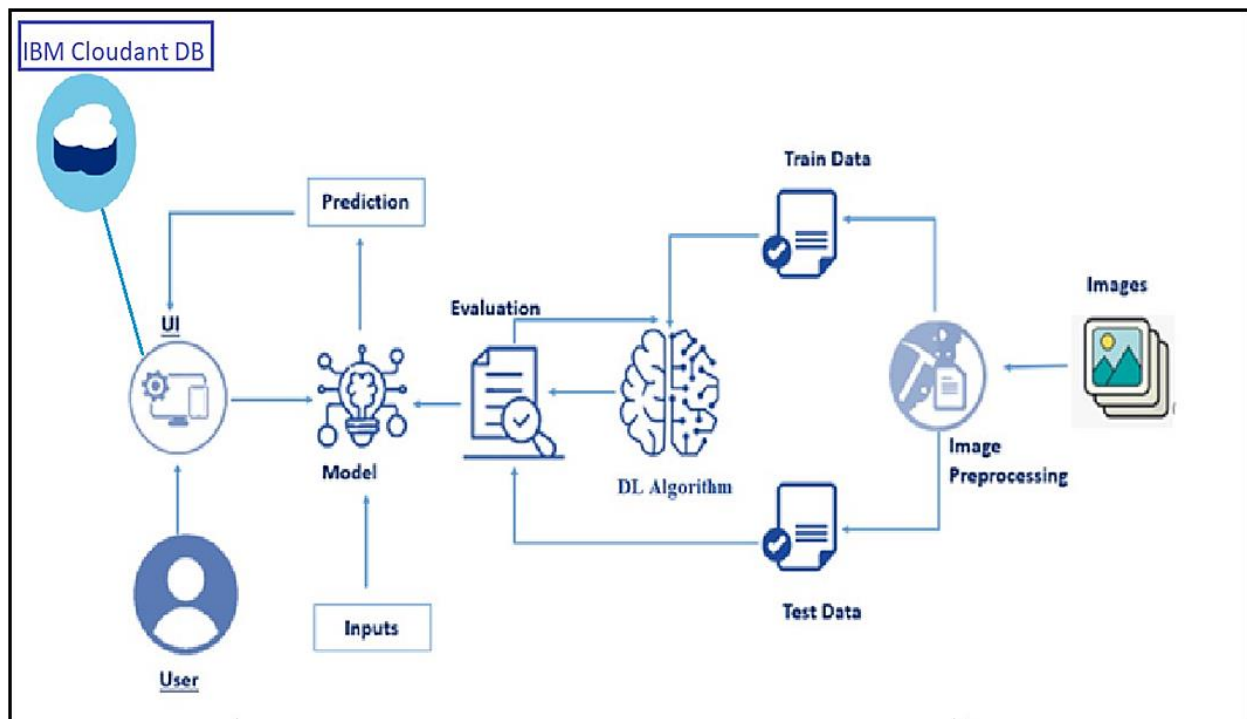 IBM Cloudant DB
Train Data
Prediction
Images
Evaluation
UI
Image
Preprocessing
Model
DL Algorithm
Test Data
Inputs
User